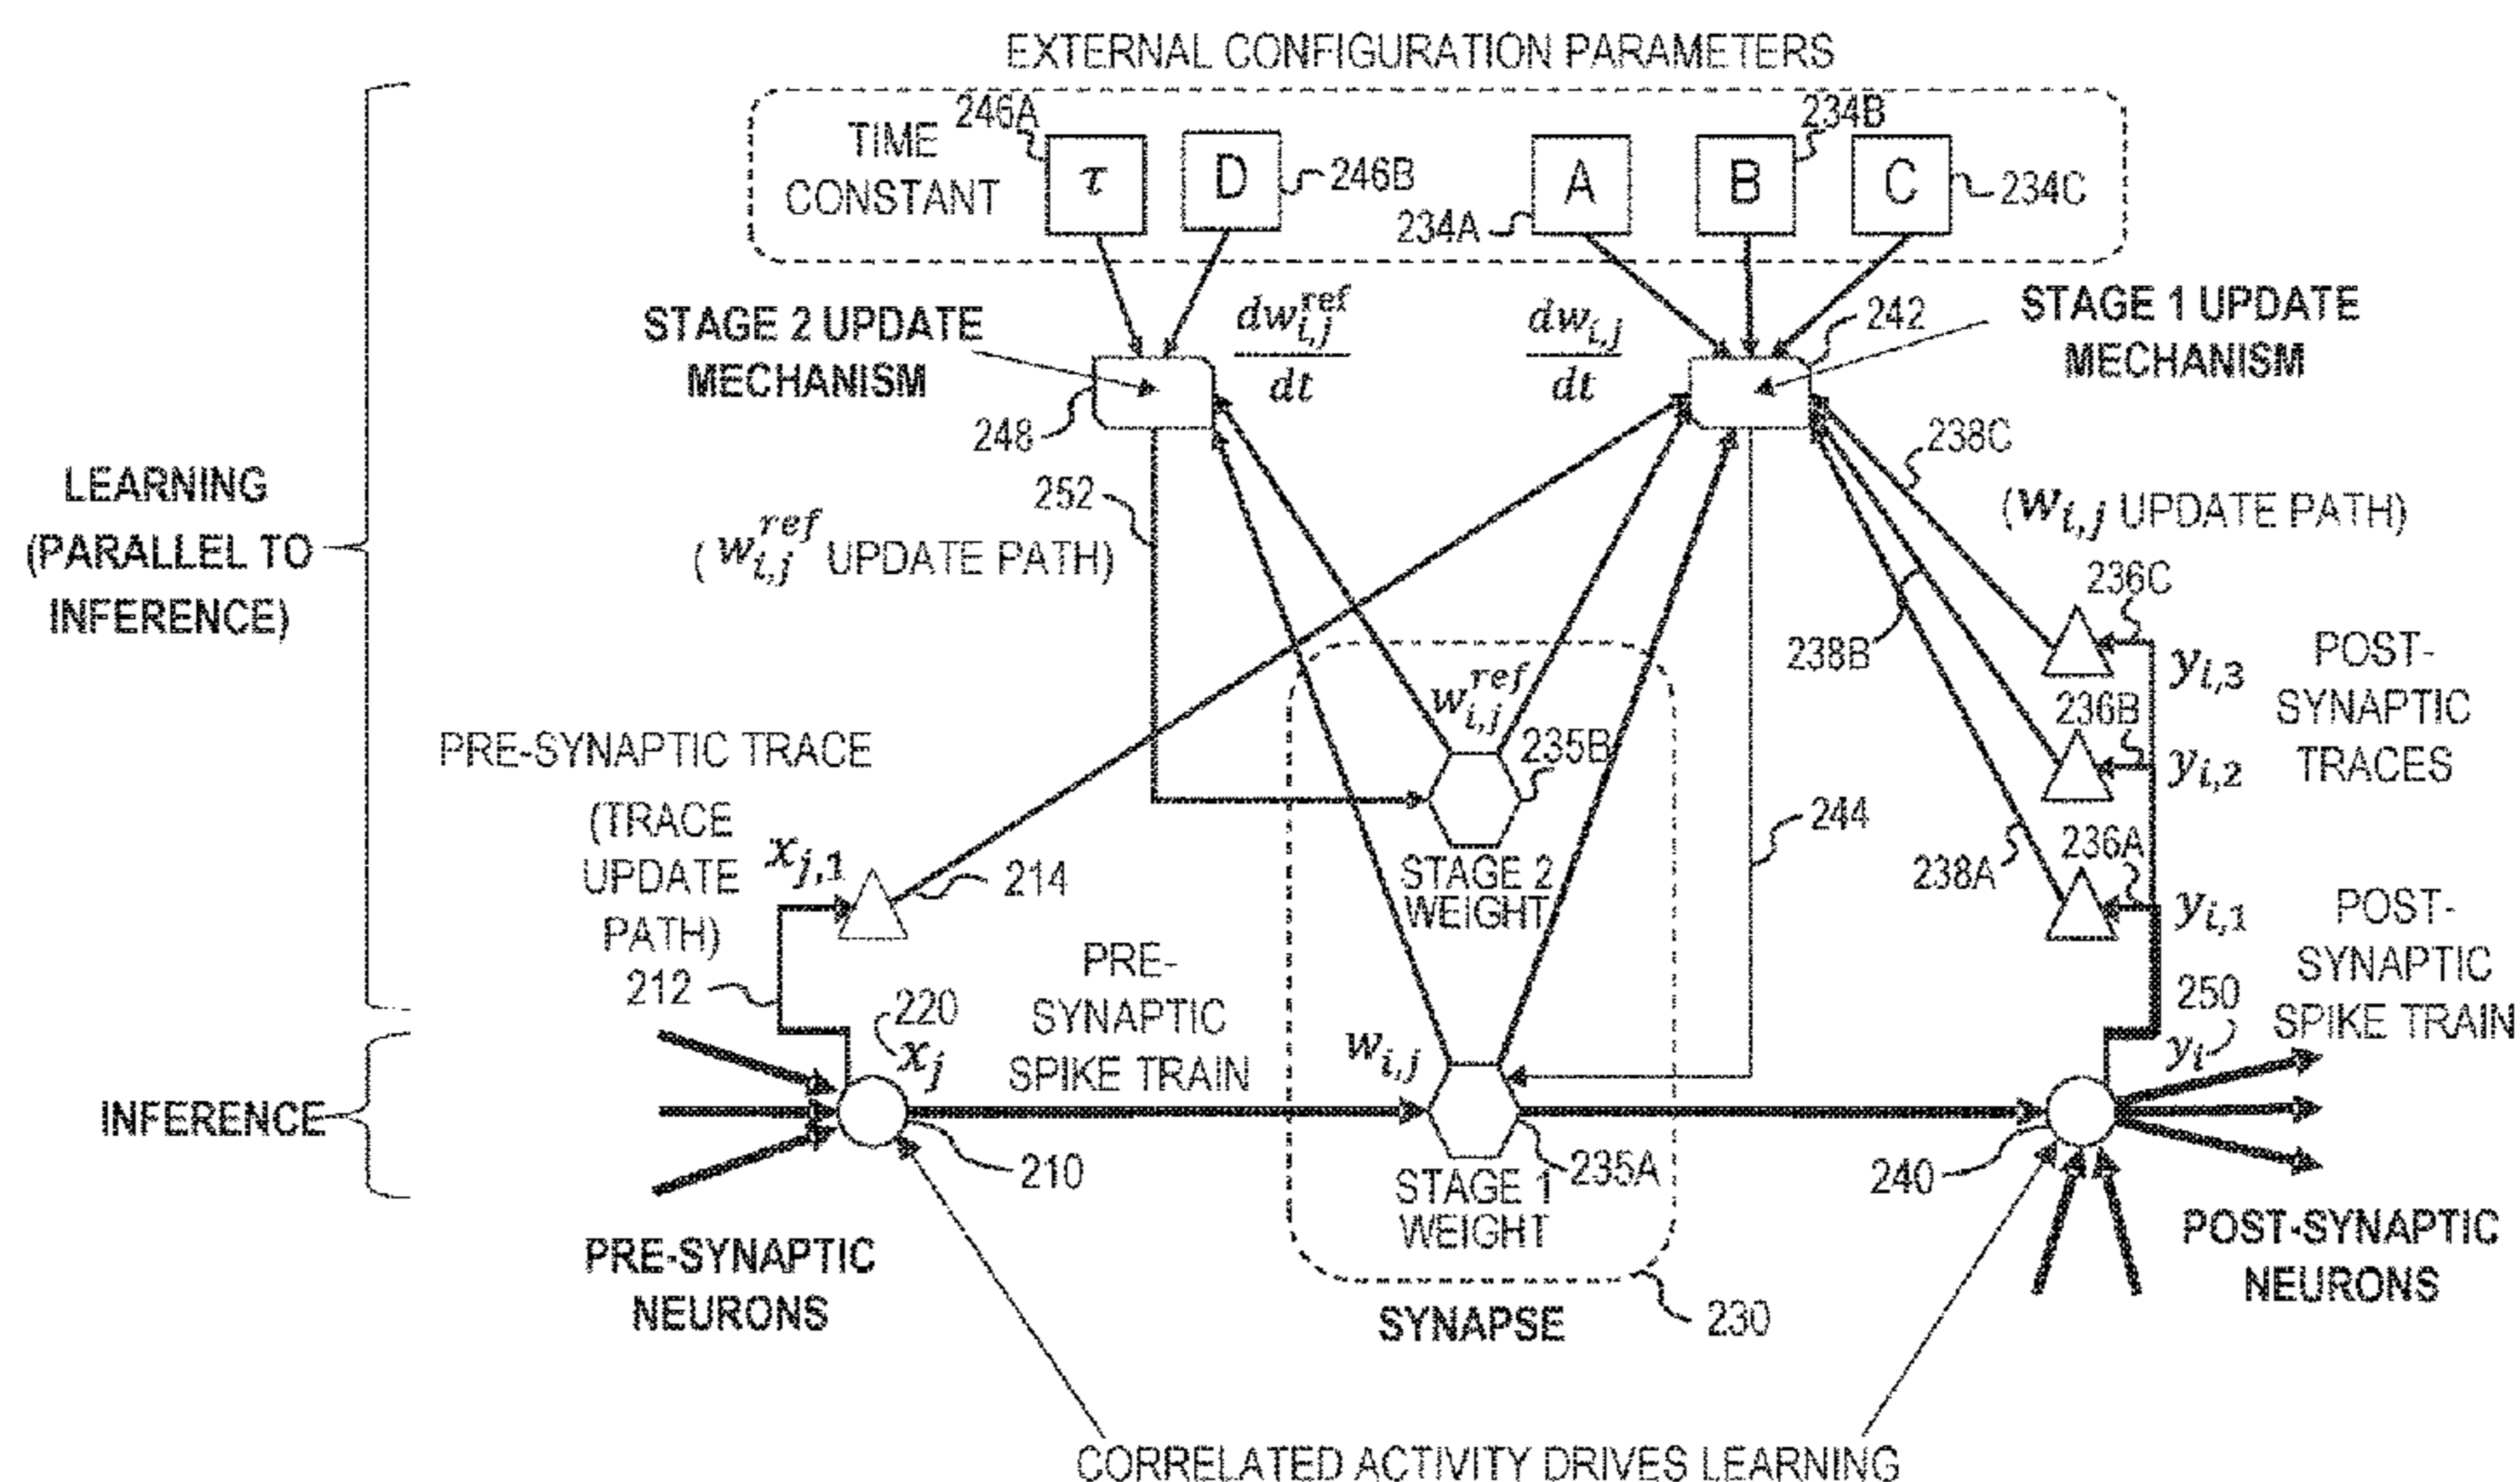 EXTERNAL CONFIGURATION PARAMETERS
246A
TIME
CONSTANT
τ
D
246B
234A
A
234B
B
C
234C
STAGE 2 UPDATE
MECHANISM
248
dw_{i,j}^{ref}
dt
dw_{i,j}
dt
242
STAGE 1 UPDATE
MECHANISM
LEARNING
(PARALLEL TO
INFERENCE)
252
(w_{i,j}^{ref} UPDATE PATH)
238C
(w_{i,j} UPDATE PATH)
236C
238B
y_{i,3}
POST-
SYNAPTIC
TRACES
236B
y_{i,2}
w_{i,j}^{ref}
235B
STAGE 2
WEIGHT
244
238A
236A
y_{i,1}
PRE-SYNAPTIC TRACE
(TRACE
UPDATE
PATH)
x_{j,1}
214
212
220
x_j
PRE-
SYNAPTIC
SPIKE TRAIN
w_{i,j}
POST-
SYNAPTIC
SPIKE TRAIN
250
y_i
INFERENCE
210
235A
STAGE 1
WEIGHT
240
PRE-SYNAPTIC
NEURONS
SYNAPSE
230
POST-SYNAPTIC
NEURONS
CORRELATED ACTIVITY DRIVES LEARNING